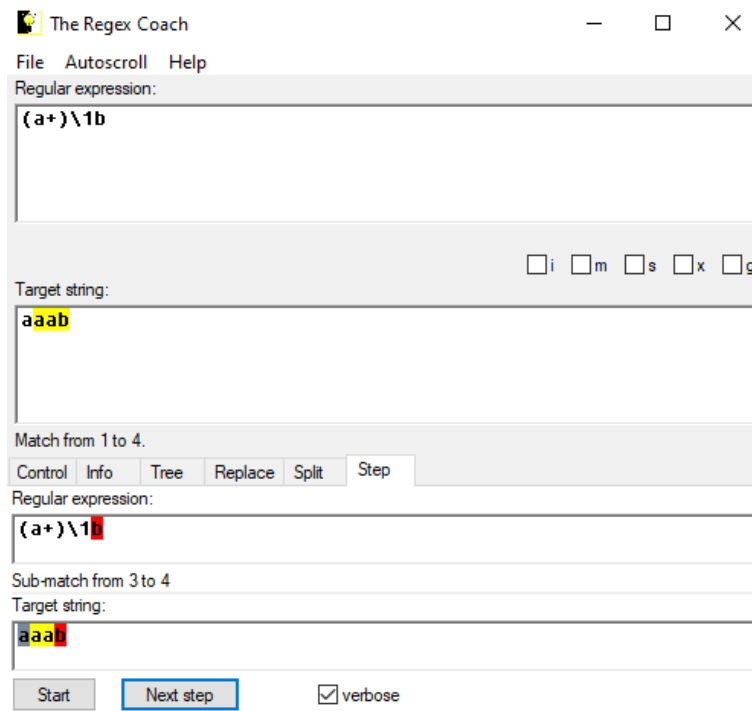 The Regex Coach
File Autoscroll Help
Regular expression:
(a+)\1b
i m s x g
Target string:
aaab
Match from 1 to 4.
Control Info Tree Replace Split Step
Regular expression:
(a+)\1b
Sub-match from 3 to 4
Target string:
aaab
Start Next step verbose